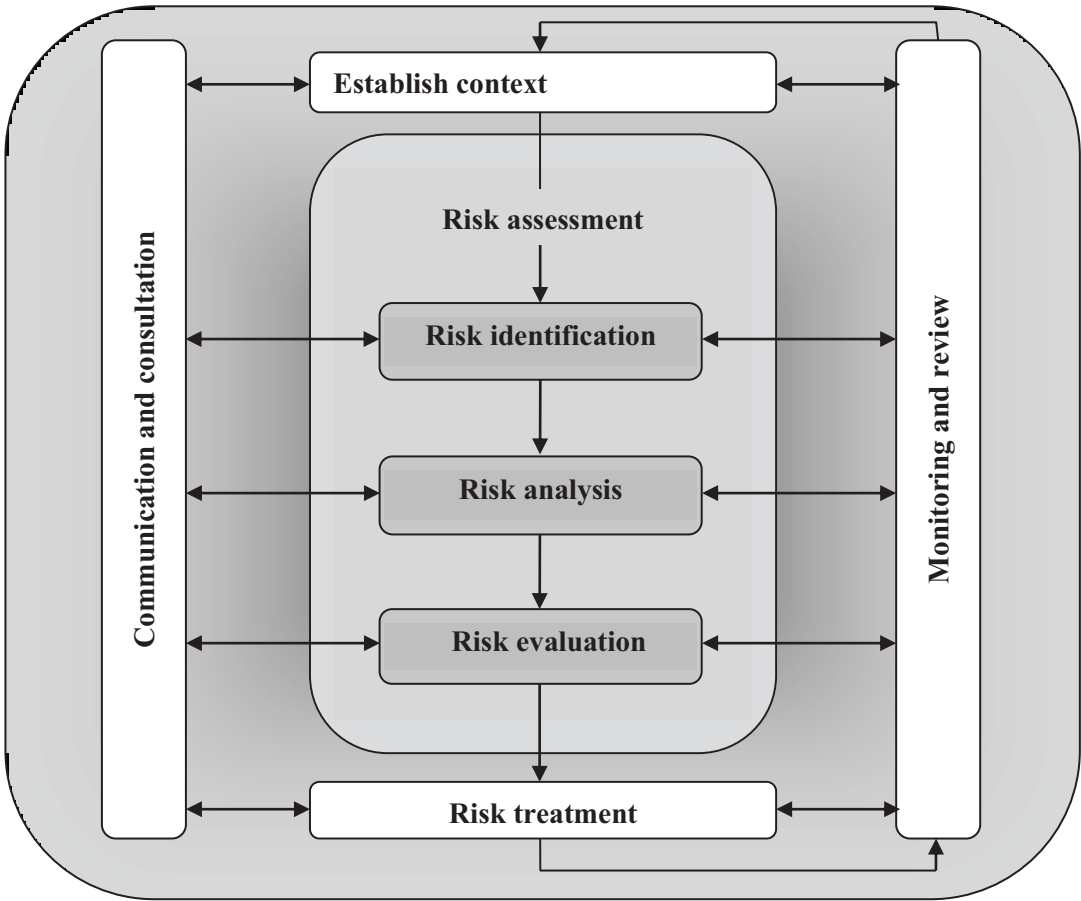 Establish context
Risk assessment
Communication and consultation
Risk identification
Monitoring and review
Risk analysis
Risk evaluation
Risk treatment